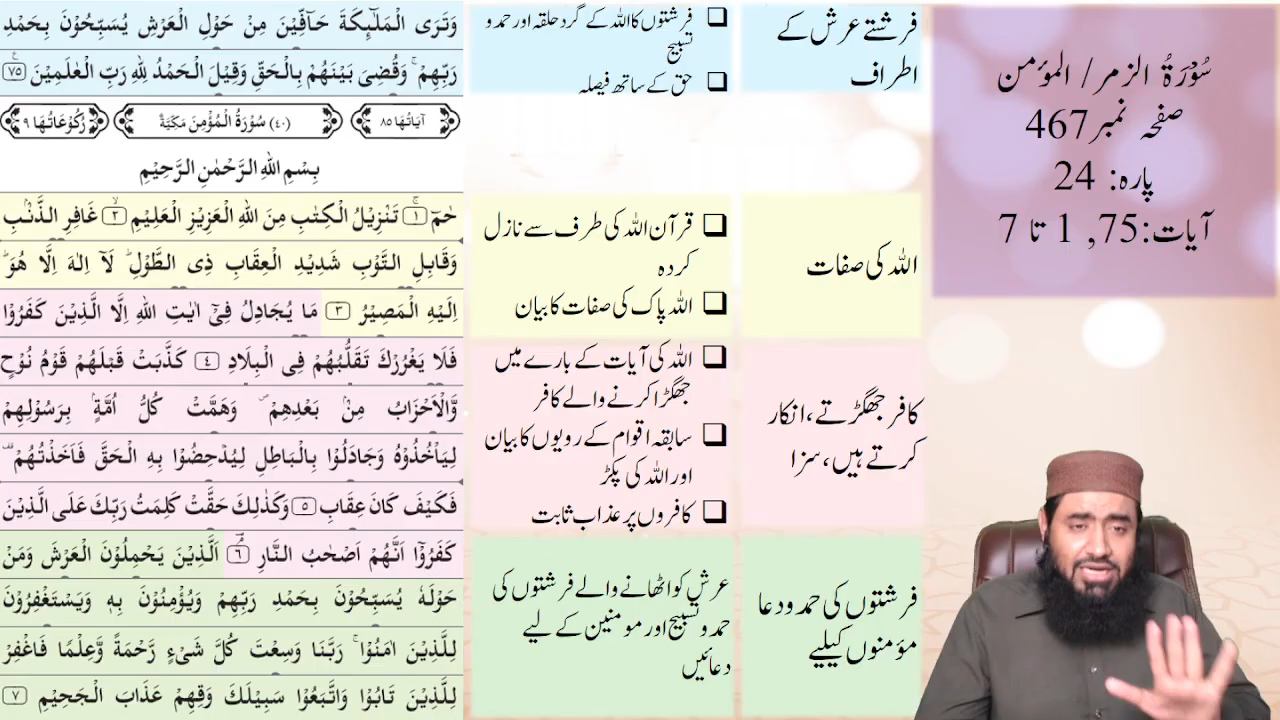 سُوْرَةُ الزمر/ المؤمن
صفحہ نمبر 467
پارہ: 24
آیات: 75, 1 تا 7
فرشتے عرش کے
اطراف
❑ فرشتوں کا اللہ کے گرد حلقہ اور حمد و
تسبیح
❑ حق کے ساتھ فیصلہ
وَتَرَى الْمَلٰٓئِكَةَ حَآفِّيْنَ مِنْ حَوْلِ الْعَرْشِ يُسَبِّحُوْنَ بِحَمْدِ
رَبِّهِمْ ۚ وَقُضِيَ بَيْنَهُمْ بِالْحَقِّ وَقِيْلَ الْحَمْدُ لِلّٰهِ رَبِّ الْعٰلَمِيْنَ ٧٥
اٰيَاتُهَا ٨٥ (٤٠) سُوْرَةُ الْمُؤْمِنِ مَكِّيَّةٌ رُكُوْعَاتُهَا ٩
بِسْمِ اللّٰهِ الرَّحْمٰنِ الرَّحِيْمِ
اللہ کی صفات
❑ قرآن اللہ کی طرف سے نازل
کردہ
❑ اللہ پاک کی صفات کا بیان
حٰمٓ ١ تَنْزِيْلُ الْكِتٰبِ مِنَ اللّٰهِ الْعَزِيْزِ الْعَلِيْمِ ٢ غَافِرِ الذَّنْۢبِ
وَقَابِلِ التَّوْبِ شَدِيْدِ الْعِقَابِ ذِي الطَّوْلِ ؕ لَاۤ اِلٰهَ اِلَّا هُوَ ؕ
اِلَيْهِ الْمَصِيْرُ ٣ مَا يُجَادِلُ فِيْۤ اٰيٰتِ اللّٰهِ اِلَّا الَّذِيْنَ كَفَرُوْا
کافر جھگڑتے، انکار
کرتے ہیں، سزا
❑ اللہ کی آیات کے بارے میں
جھگڑا کرنے والے کافر
❑ سابقہ اقوام کے رویوں کا بیان
اور اللہ کی پکڑ
❑ کافروں پر عذاب ثابت
فَلَا يَغْرُرْكَ تَقَلُّبُهُمْ فِي الْبِلَادِ ٤ كَذَّبَتْ قَبْلَهُمْ قَوْمُ نُوْحٍ
وَّالْاَحْزَابُ مِنْۢ بَعْدِهِمْ ۪ وَهَمَّتْ كُلُّ اُمَّةٍۭ بِرَسُوْلِهِمْ
لِيَاْخُذُوْهُ وَجَادَلُوْا بِالْبَاطِلِ لِيُدْحِضُوْا بِهِ الْحَقَّ فَاَخَذْتُهُمْ ۟
فَكَيْفَ كَانَ عِقَابِ ٥ وَكَذٰلِكَ حَقَّتْ كَلِمَتُ رَبِّكَ عَلَى الَّذِيْنَ
كَفَرُوْۤا اَنَّهُمْ اَصْحٰبُ النَّارِ ٦ اَلَّذِيْنَ يَحْمِلُوْنَ الْعَرْشَ وَمَنْ
فرشتوں کی حمد و دعا
مؤمنوں کیلیے
عرش کو اٹھانے والے فرشتوں کی
حمد و تسبیح اور مومنین کے لیے
دعائیں
حَوْلَهٗ يُسَبِّحُوْنَ بِحَمْدِ رَبِّهِمْ وَيُؤْمِنُوْنَ بِهٖ وَيَسْتَغْفِرُوْنَ
لِلَّذِيْنَ اٰمَنُوْا ۚ رَبَّنَا وَسِعْتَ كُلَّ شَيْءٍ رَّحْمَةً وَّعِلْمًا فَاغْفِرْ
لِلَّذِيْنَ تَابُوْا وَاتَّبَعُوْا سَبِيْلَكَ وَقِهِمْ عَذَابَ الْجَحِيْمِ ٧